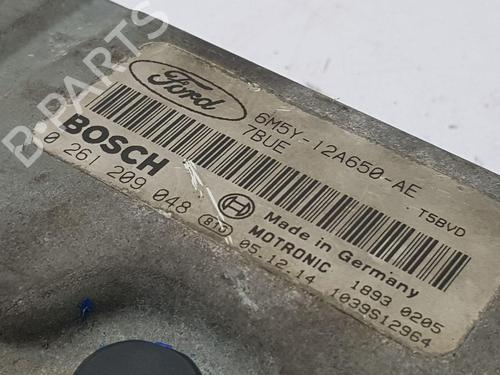 B-PARTS
Ford
6M5Y-12A650-AE
7BUE
T5BVD
BOSCH
0 261 209 048
813
Made in Germany
MOTRONIC 1893 0205
05.12.14 1039S12964